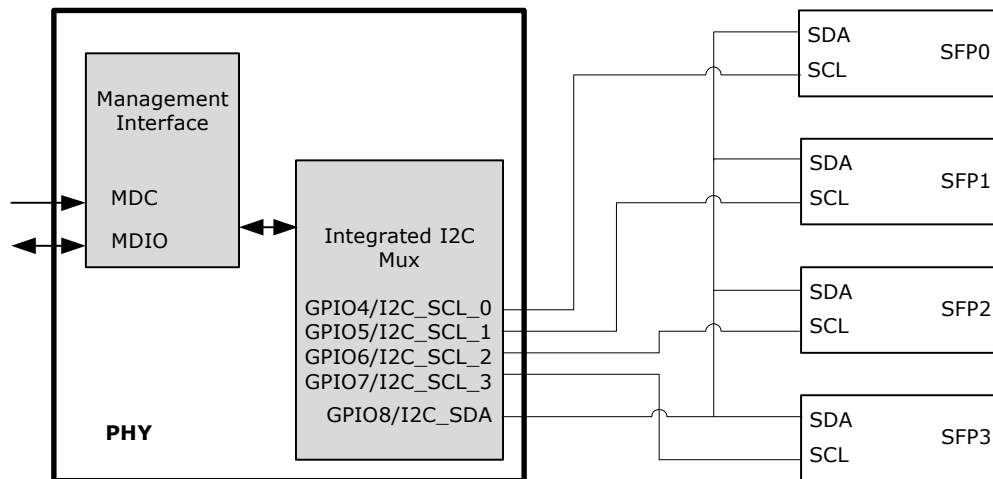 Management
Interface
MDC
MDIO
Integrated I2C
Mux
GPIO4/I2C_SCL_0
GPIO5/I2C_SCL_1
GPIO6/I2C_SCL_2
GPIO7/I2C_SCL_3
GPIO8/I2C_SDA
PHY
SDA
SCL
SFP0
SDA
SCL
SFP1
SDA
SCL
SFP2
SDA
SCL
SFP3